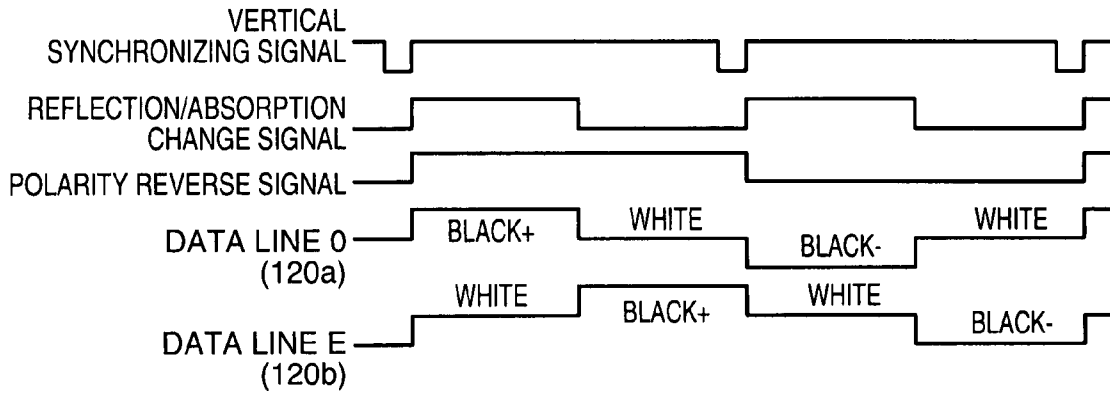 VERTICAL
SYNCHRONIZING SIGNAL
REFLECTION/ABSORPTION
CHANGE SIGNAL
POLARITY REVERSE SIGNAL
DATA LINE O
(120a)
BLACK+
WHITE
BLACK-
WHITE
DATA LINE E
(120b)
WHITE
BLACK+
WHITE
BLACK-